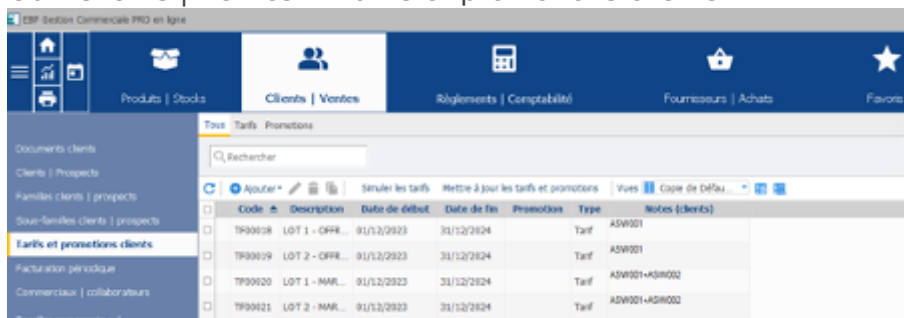 EBP Gestion Commerciale PRO en ligne
Produits | Stocks
Clients | Ventes
Règlements | Comptabilité
Fournisseurs | Achats
Favoris
Tous Tarifs Promotions
Documents clients
Rechercher
Clients | Prospects
Familles clients | prospects
Ajouter Simuler les tarifs Mettre à jour les tarifs et promotions Vues Copie de Défau...
Sous-familles clients | prospects
Code Description Date de début Date de fin Promotion Type Notes (clients)
Tarifs et promotions clients
TF00018 LOT 1 - OFFR... 01/12/2023 31/12/2024 Tarif ASW001
TF00019 LOT 2 - OFFR... 01/12/2023 31/12/2024 Tarif ASW001
Facturation périodique
TF00020 LOT 1 - MAR... 01/12/2023 31/12/2024 Tarif ASW001+ASW002
Commerciaux | collaborateurs
TF00021 LOT 2 - MAR... 01/12/2023 31/12/2024 Tarif ASW001+ASW002